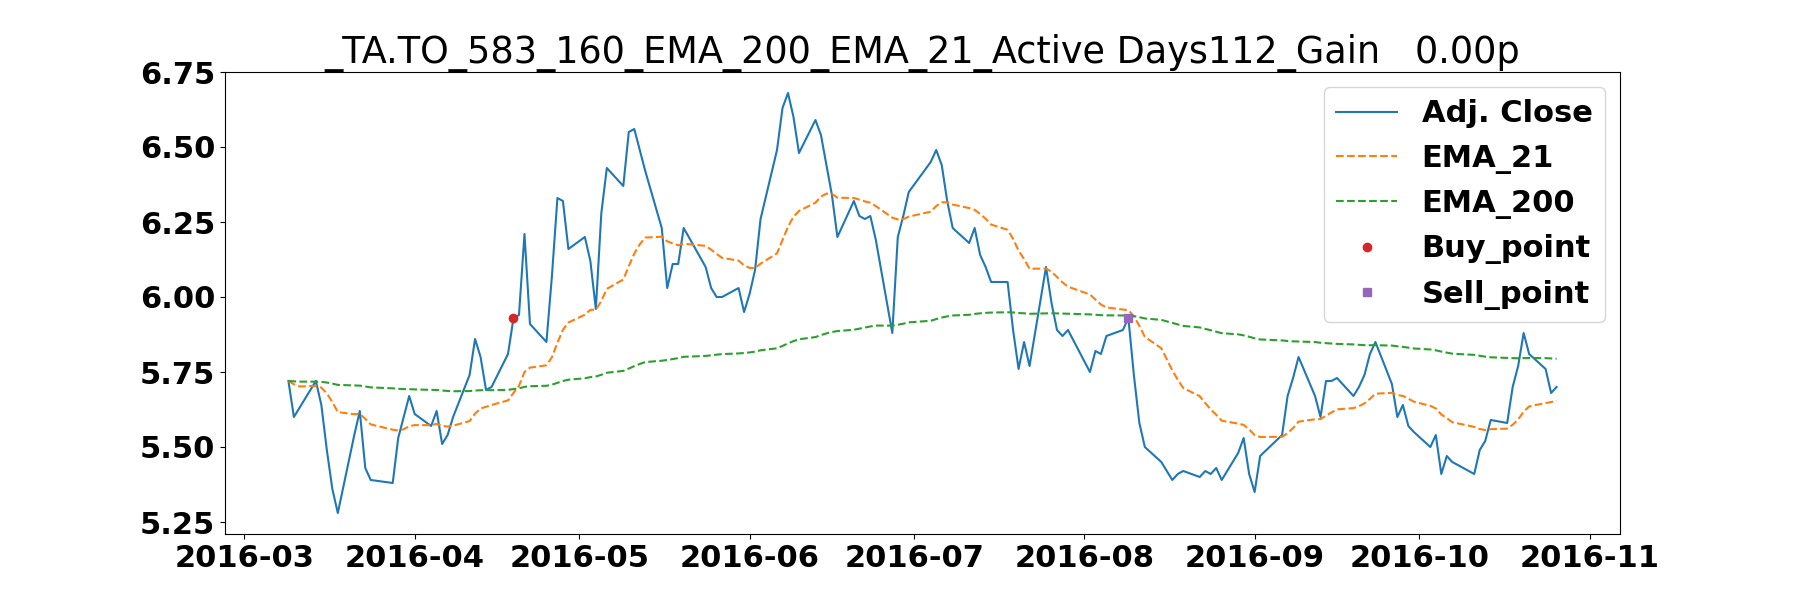 _TA.TO_583_160_EMA_200_EMA_21_Active Days112_Gain   0.00p
6.75
6.50
6.25
6.00
5.75
5.50
5.25
Adj. Close
EMA_21
EMA_200
Buy_point
Sell_point
2016-03 2016-04 2016-05 2016-06 2016-07 2016-08 2016-09 2016-10 2016-11